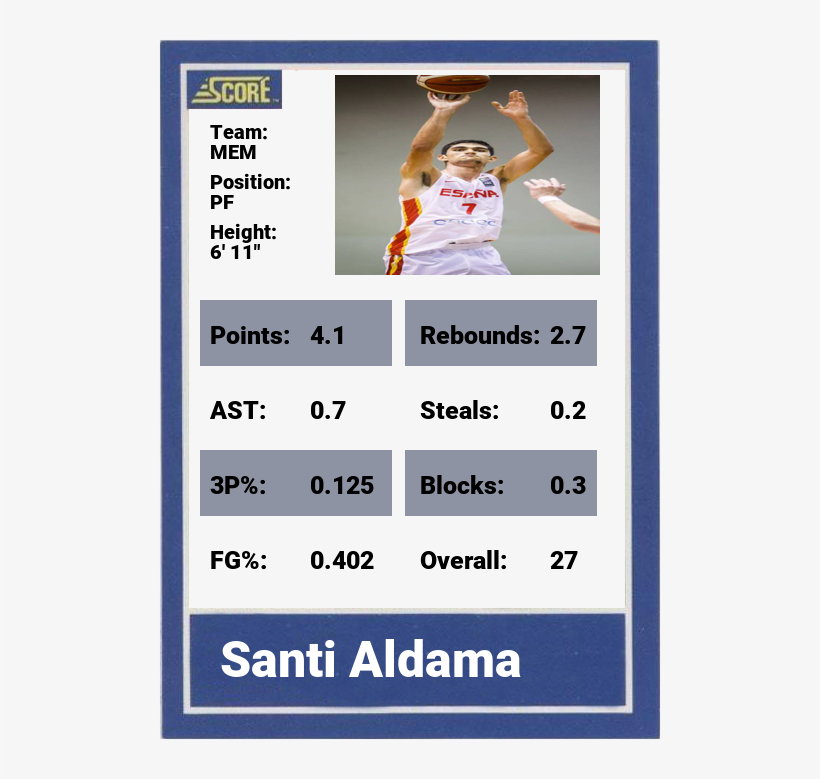 SCORE
Team:
MEM
Position:
PF
Height:
6' 11"
ESPAÑA
7
Points: 4.1
Rebounds: 2.7
AST: 0.7
Steals: 0.2
3P%: 0.125
Blocks: 0.3
FG%: 0.402
Overall: 27
Santi Aldama